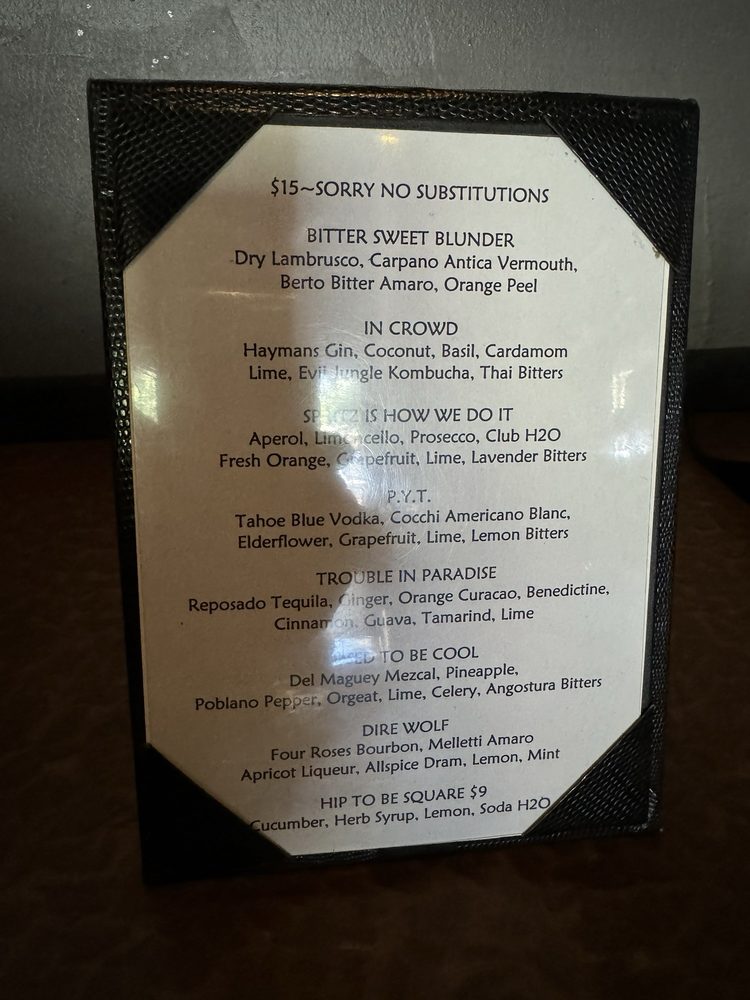 $15~SORRY NO SUBSTITUTIONS
BITTER SWEET BLUNDER
Dry Lambrusco, Carpano Antica Vermouth,
Berto Bitter Amaro, Orange Peel
IN CROWD
Haymans Gin, Coconut, Basil, Cardamom
Lime, Evil Jungle Kombucha, Thai Bitters
SPRITZ IS HOW WE DO IT
Aperol, Limoncello, Prosecco, Club H2O
Fresh Orange, Grapefruit, Lime, Lavender Bitters
P.Y.T.
Tahoe Blue Vodka, Cocchi Americano Blanc,
Elderflower, Grapefruit, Lime, Lemon Bitters
TROUBLE IN PARADISE
Reposado Tequila, Ginger, Orange Curacao, Benedictine,
Cinnamon, Guava, Tamarind, Lime
TO BE COOL
Del Maguey Mezcal, Pineapple,
Poblano Pepper, Orgeat, Lime, Celery, Angostura Bitters
DIRE WOLF
Four Roses Bourbon, Melletti Amaro
Apricot Liqueur, Allspice Dram, Lemon, Mint
HIP TO BE SQUARE $9
Cucumber, Herb Syrup, Lemon, Soda H2O